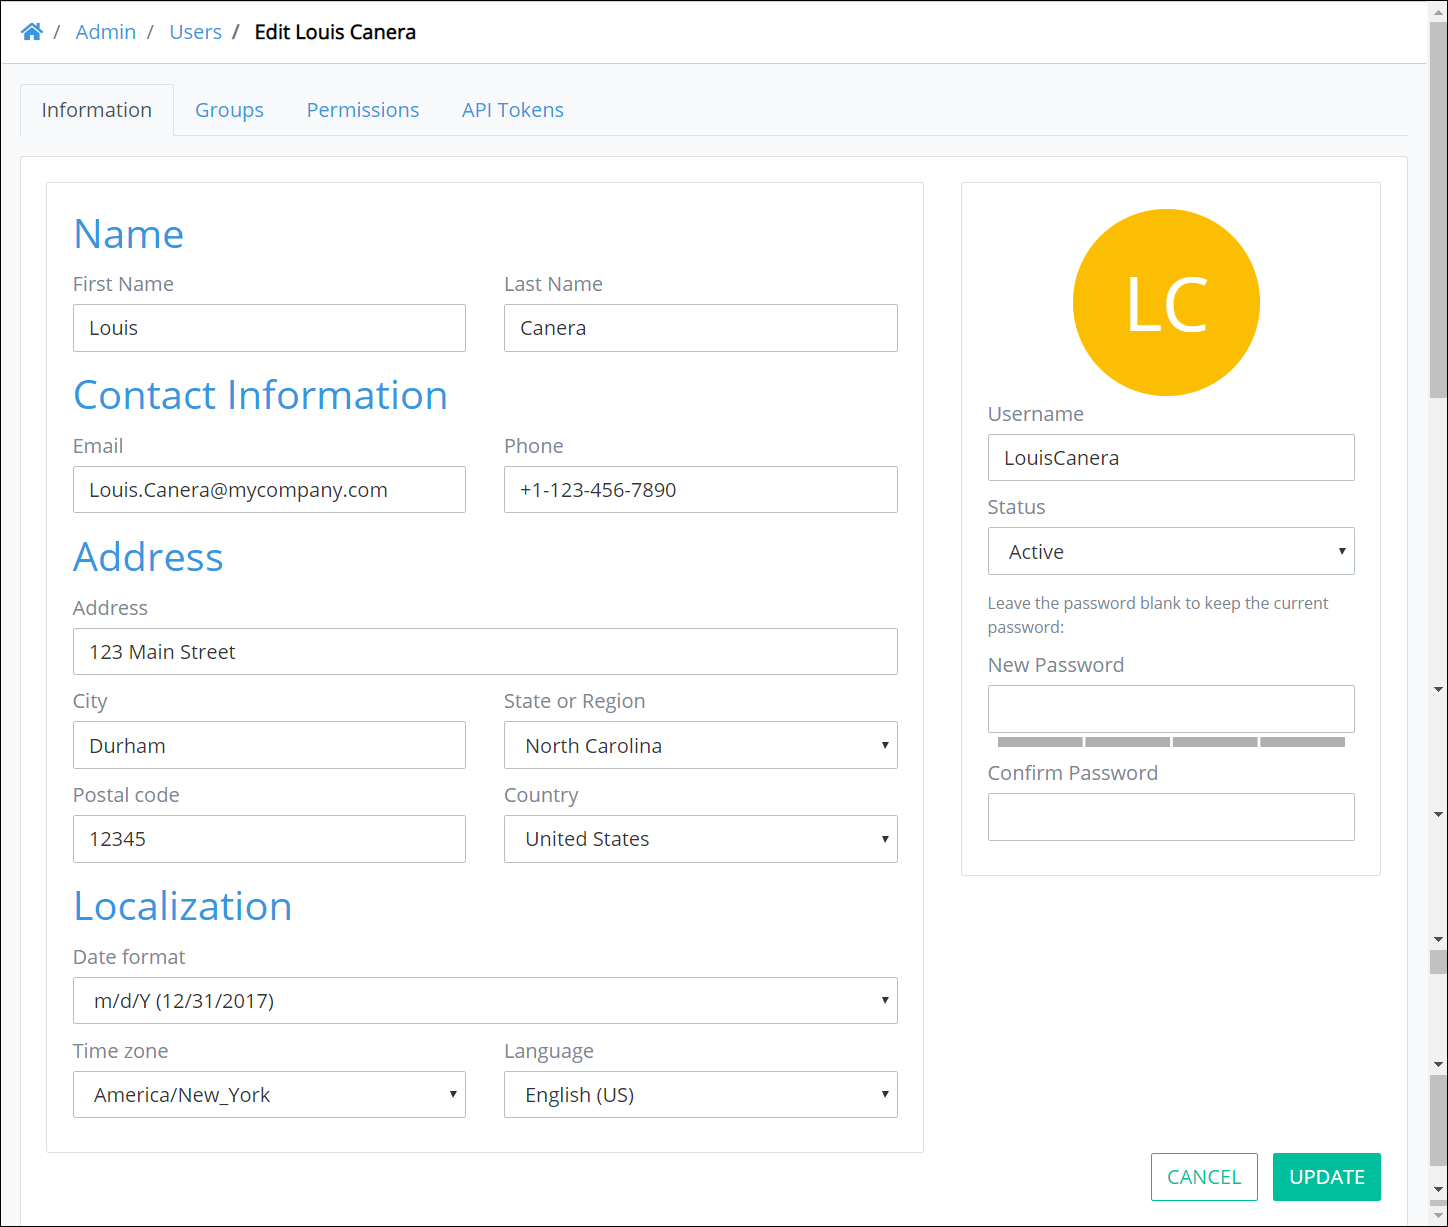 / Admin / Users / Edit Louis Canera
Information Groups Permissions API Tokens
Name
First Name Last Name
Louis Canera
Contact Information
Email Phone
Louis.Canera@mycompany.com +1-123-456-7890
Address
Address
123 Main Street
City State or Region
Durham North Carolina
Postal code Country
12345 United States
Localization
Date format
m/d/Y (12/31/2017)
Time zone Language
America/New_York English (US)
LC
Username
LouisCanera
Status
Active
Leave the password blank to keep the current
password:
New Password
Confirm Password
CANCEL UPDATE